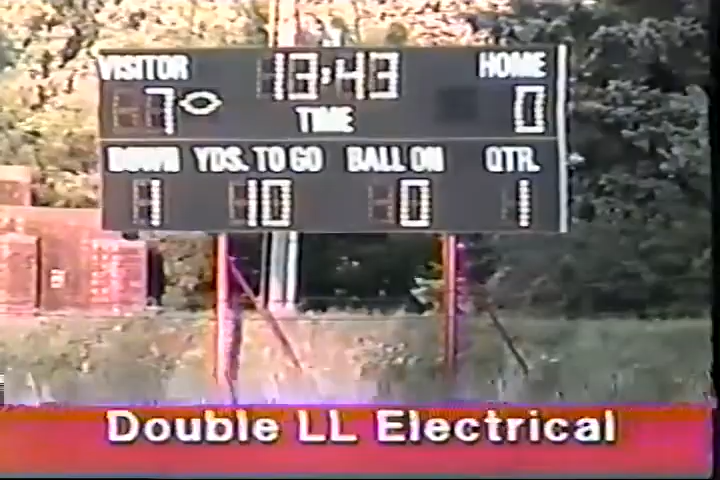 VISITOR 13:43 HOME
7 TIME 0
DOWN YDS. TO GO BALL ON QTR.
1 10 0 1
Double LL Electrical